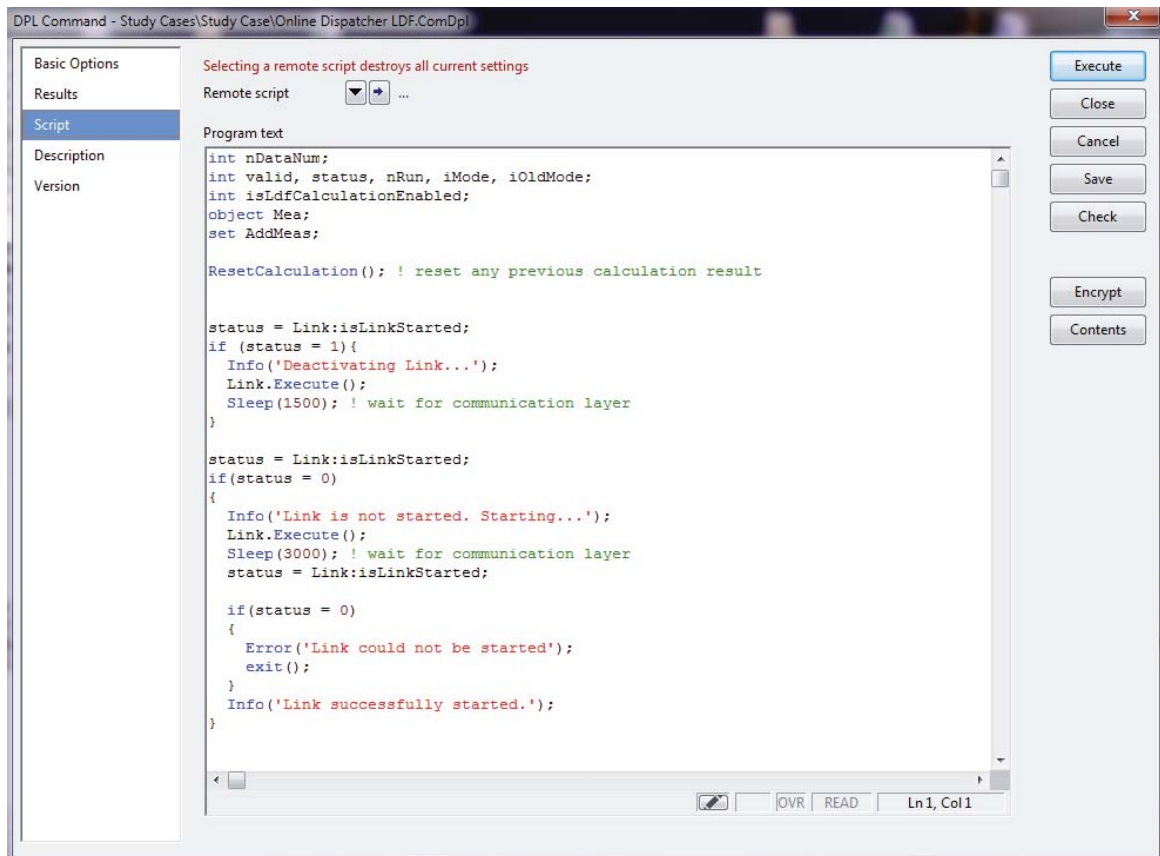 DPL Command - Study Cases\Study Case\Online Dispatcher LDF.ComDpl
x
Basic Options
Results
Script
Description
Version
Selecting a remote script destroys all current settings
Remote script ...
Program text
int nDataNum;
int valid, status, nRun, iMode, iOldMode;
int isLdfCalculationEnabled;
object Mea;
set AddMeas;
ResetCalculation(); ! reset any previous calculation result
status = Link:isLinkStarted;
if (status = 1){
Info('Deactivating Link...');
Link.Execute();
Sleep(1500); ! wait for communication layer
}
status = Link:isLinkStarted;
if(status = 0)
{
Info('Link is not started. Starting...');
Link.Execute();
Sleep(3000); ! wait for communication layer
status = Link:isLinkStarted;
if(status = 0)
{
Error('Link could not be started');
exit();
}
Info('Link successfully started.');
}
OVR READ Ln 1, Col 1
Execute
Close
Cancel
Save
Check
Encrypt
Contents